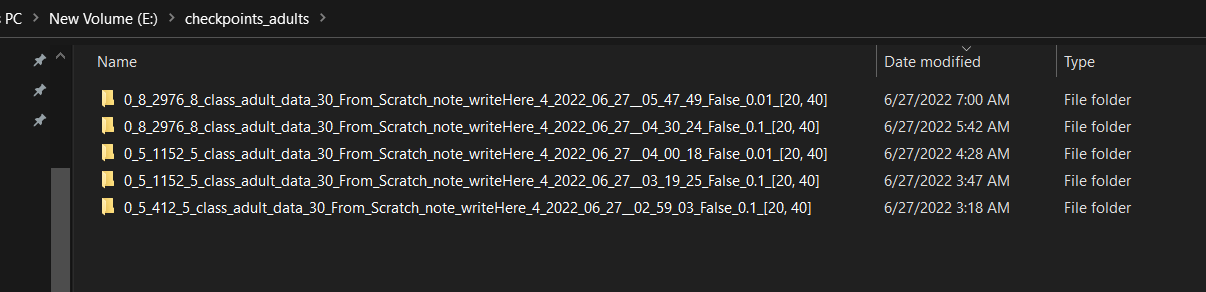 PC > New Volume (E:) > checkpoints_adults >
Name Date modified Type
0_8_2976_8_class_adult_data_30_From_Scratch_note_writeHere_4_2022_06_27__05_47_49_False_0.01_[20, 40] 6/27/2022 7:00 AM File folder
0_8_2976_8_class_adult_data_30_From_Scratch_note_writeHere_4_2022_06_27__04_30_24_False_0.1_[20, 40] 6/27/2022 5:42 AM File folder
0_5_1152_5_class_adult_data_30_From_Scratch_note_writeHere_4_2022_06_27__04_00_18_False_0.01_[20, 40] 6/27/2022 4:28 AM File folder
0_5_1152_5_class_adult_data_30_From_Scratch_note_writeHere_4_2022_06_27__03_19_25_False_0.1_[20, 40] 6/27/2022 3:47 AM File folder
0_5_412_5_class_adult_data_30_From_Scratch_note_writeHere_4_2022_06_27__02_59_03_False_0.1_[20, 40] 6/27/2022 3:18 AM File folder